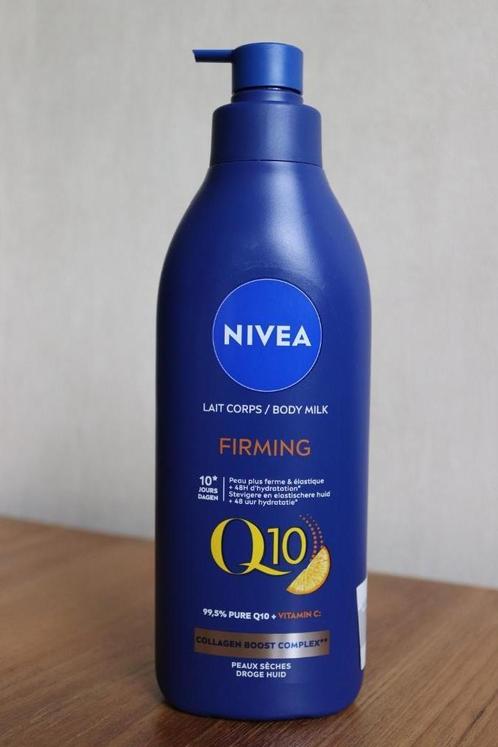 NIVEA
LAIT CORPS / BODY MILK
FIRMING
10*
JOURS
DAGEN
Peau plus ferme & élastique
+ 48H d'hydratation*
Stevigere en elastischere huid
+ 48 uur hydratatie*
Q10
99,5% PURE Q10 + VITAMIN C:
COLLAGEN BOOST COMPLEX**
PEAUX SÈCHES
DROGE HUID